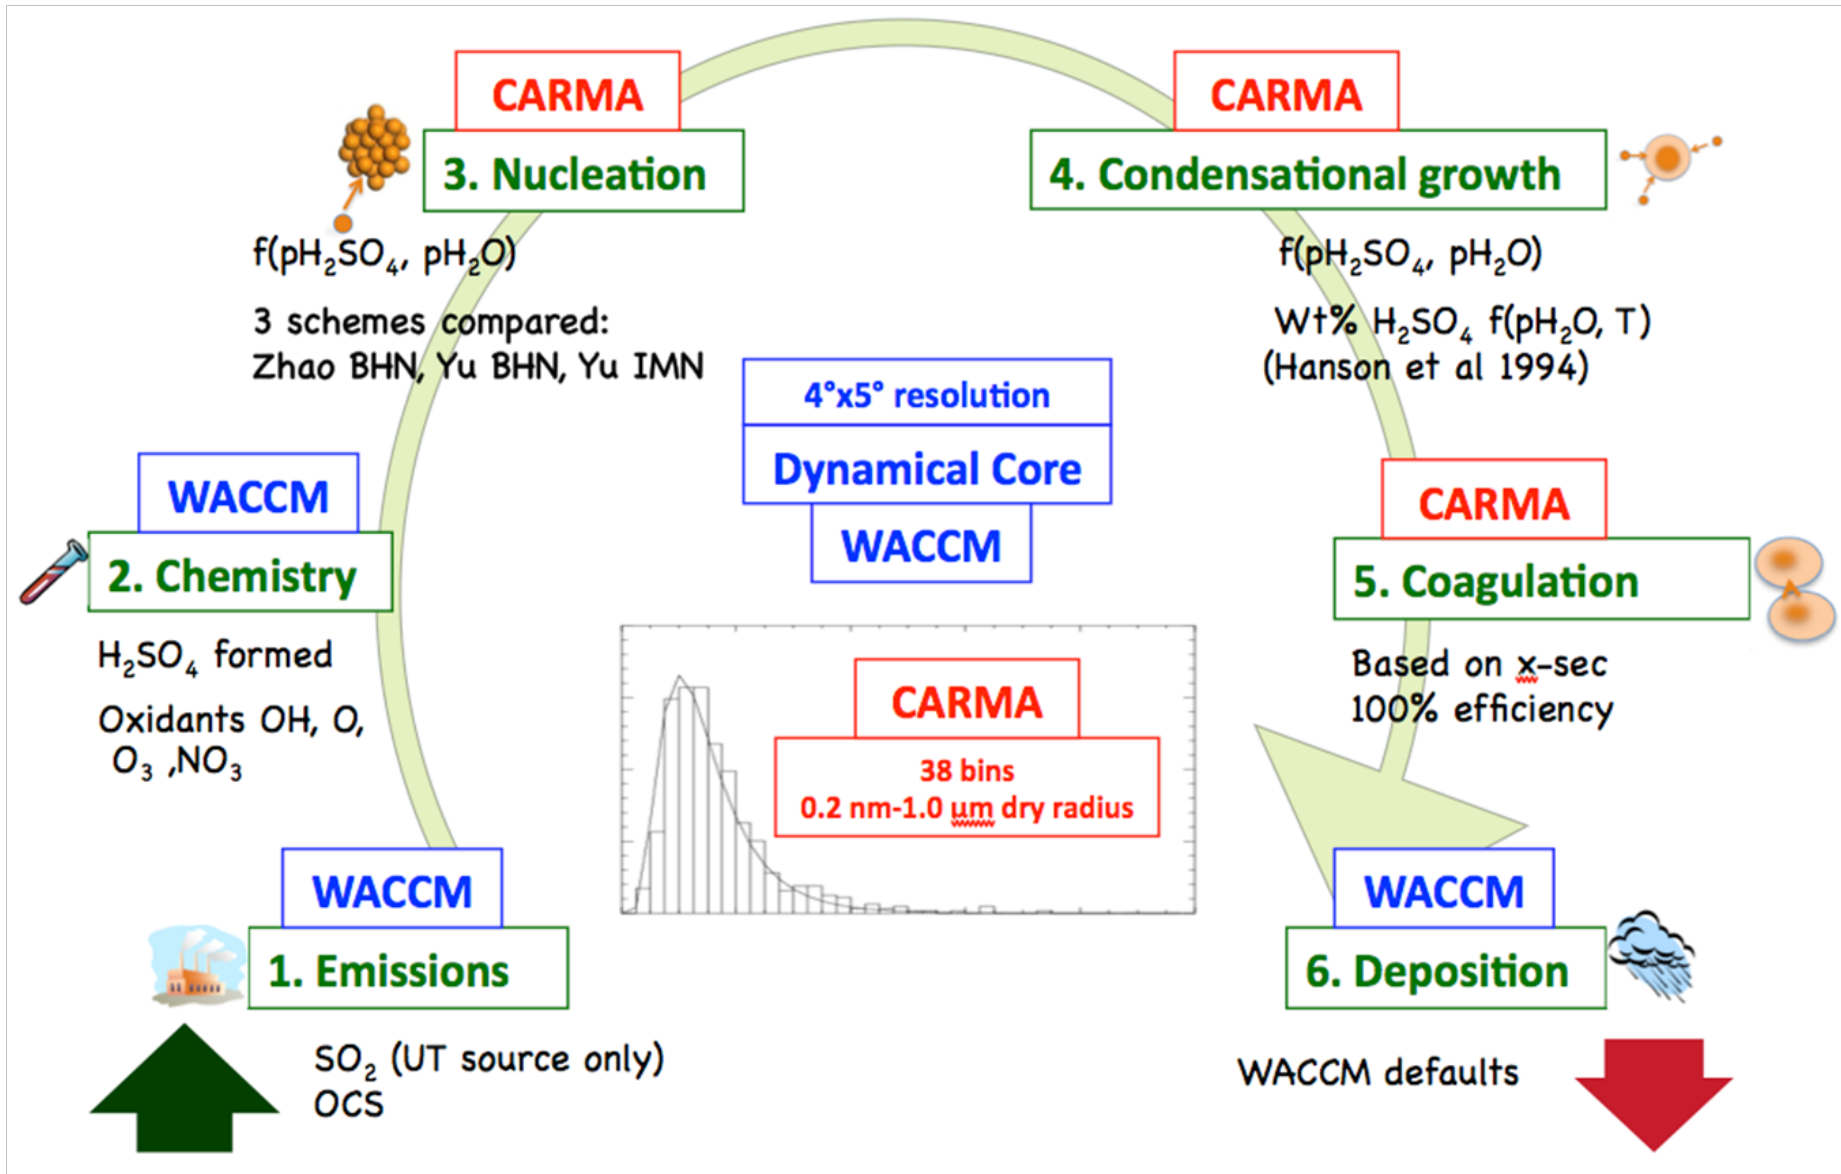 CARMA
3. Nucleation
f(pH₂SO₄, pH₂O)
3 schemes compared:
Zhao BHN, Yu BHN, Yu IMN
CARMA
4. Condensational growth
f(pH₂SO₄, pH₂O)
Wt% H₂SO₄ f(pH₂O, T)
(Hanson et al 1994)
4°x5° resolution
Dynamical Core
WACCM
WACCM
2. Chemistry
H₂SO₄ formed
Oxidants OH, O,
O₃ ,NO₃
CARMA
5. Coagulation
Based on x-sec
100% efficiency
CARMA
38 bins
0.2 nm-1.0 µm dry radius
WACCM
1. Emissions
SO₂ (UT source only)
OCS
WACCM
6. Deposition
WACCM defaults